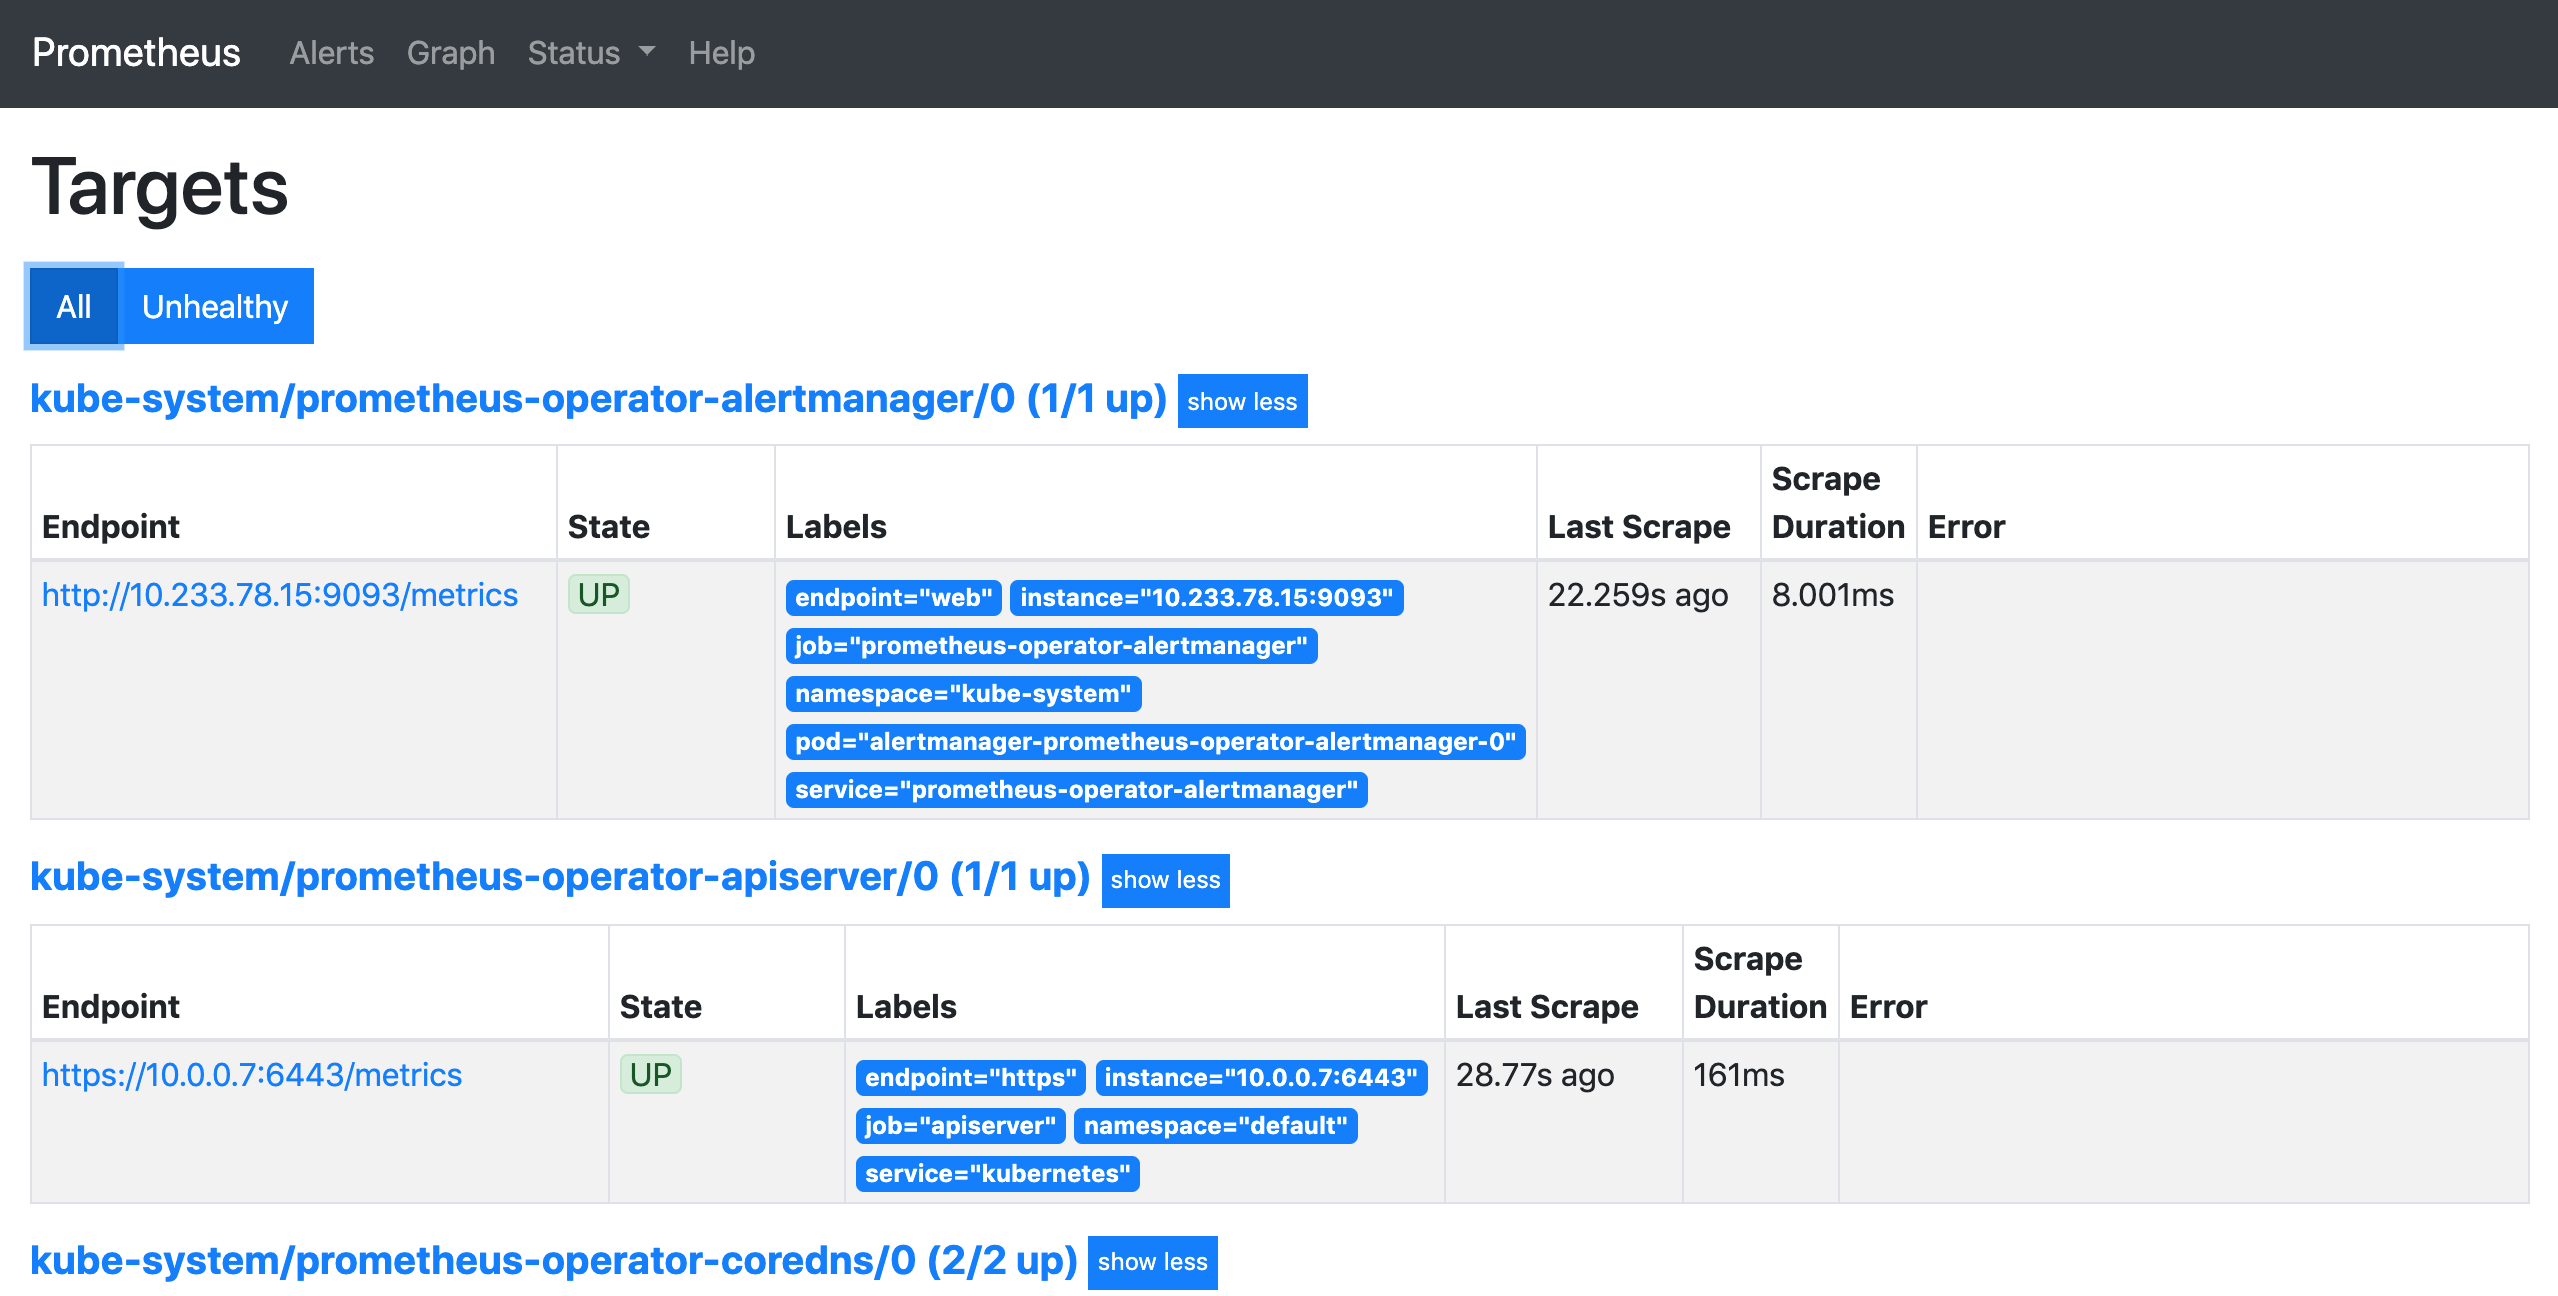 Prometheus Alerts Graph Status Help
Targets
All Unhealthy
kube-system/prometheus-operator-alertmanager/0 (1/1 up) show less
Endpoint State Labels Last Scrape Scrape Duration Error
http://10.233.78.15:9093/metrics UP endpoint="web" instance="10.233.78.15:9093" 22.259s ago 8.001ms
job="prometheus-operator-alertmanager"
namespace="kube-system"
pod="alertmanager-prometheus-operator-alertmanager-0"
service="prometheus-operator-alertmanager"
kube-system/prometheus-operator-apiserver/0 (1/1 up) show less
Endpoint State Labels Last Scrape Scrape Duration Error
https://10.0.0.7:6443/metrics UP endpoint="https" instance="10.0.0.7:6443" 28.77s ago 161ms
job="apiserver" namespace="default"
service="kubernetes"
kube-system/prometheus-operator-coredns/0 (2/2 up) show less